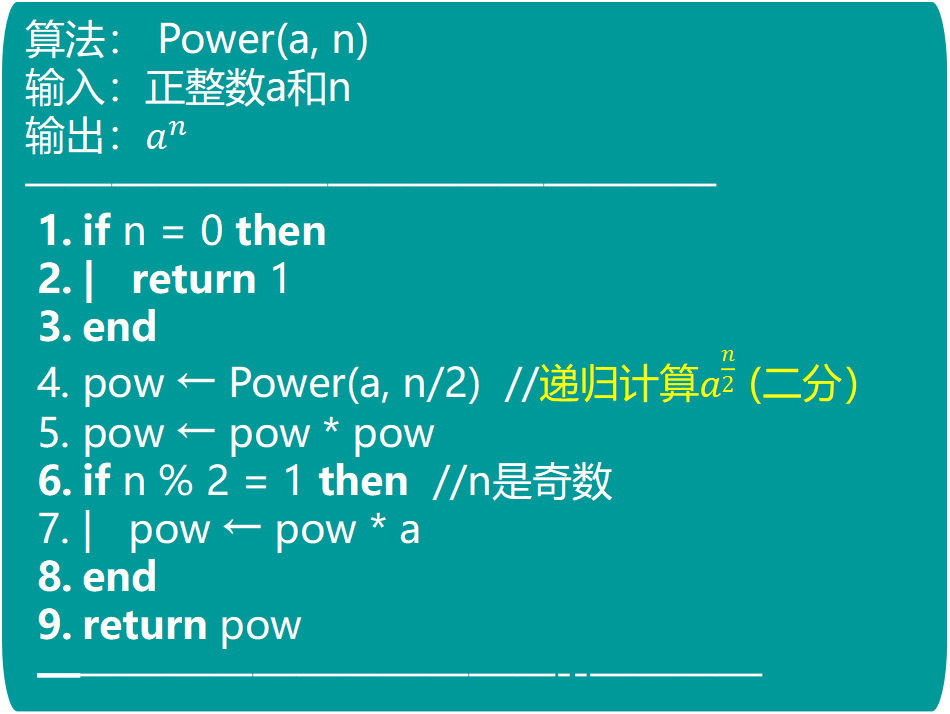 算法： Power(a, n)
输入：正整数a和n
输出：aⁿ
1. if n = 0 then
2. | return 1
3. end
4. pow ← Power(a, n/2) //递归计算a^(n/2) (二分）
5. pow ← pow * pow
6. if n % 2 = 1 then //n是奇数
7. | pow ← pow * a
8. end
9. return pow